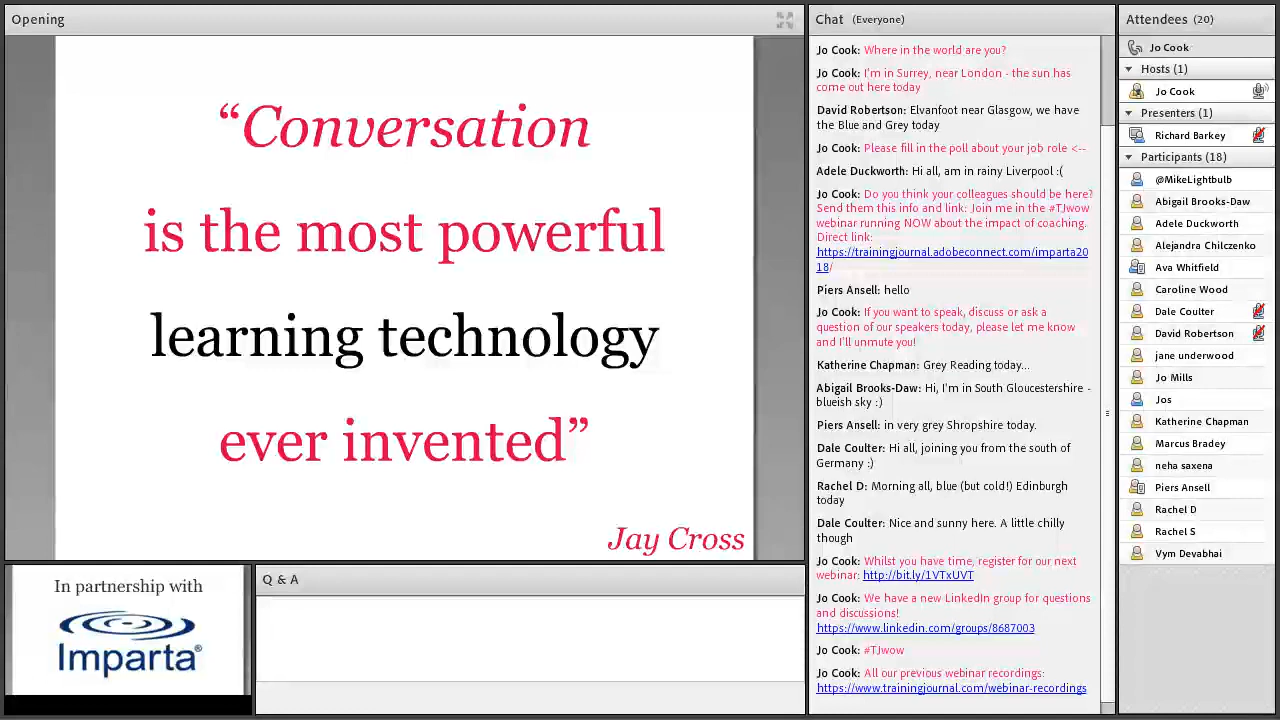 Opening
“Conversation
is the most powerful
learning technology
ever invented”
Jay Cross
In partnership with
Imparta®
Q & A
Chat (Everyone)
Jo Cook: Where in the world are you?
Jo Cook: I'm in Surrey, near London - the sun has
come out here today
David Robertson: Elvanfoot near Glasgow, we have
the Blue and Grey today
Jo Cook: Please fill in the poll about your job role <--
Adele Duckworth: Hi all, am in rainy Liverpool :(
Jo Cook: Do you think your colleagues should be here?
Send them this info and link: Join me in the #TJwow
webinar running NOW about the impact of coaching.
Direct link:
https://trainingjournal.adobeconnect.com/imparta20
18/
Piers Ansell: hello
Jo Cook: If you want to speak, discuss or ask a
question of our speakers today, please let me know
and I'll unmute you!
Katherine Chapman: Grey Reading today...
Abigail Brooks-Daw: Hi, I'm in South Gloucestershire -
blueish sky :)
Piers Ansell: in very grey Shropshire today.
Dale Coulter: Hi all, joining you from the south of
Germany :)
Rachel D: Morning all, blue (but cold!) Edinburgh
today
Dale Coulter: Nice and sunny here. A little chilly
though
Jo Cook: Whilst you have time, register for our next
webinar: http://bit.ly/1VTxUVT
Jo Cook: We have a new LinkedIn group for questions
and discussions!
https://www.linkedin.com/groups/8687003
Jo Cook: #TJwow
Jo Cook: All our previous webinar recordings:
https://www.trainingjournal.com/webinar-recordings
Attendees (20)
Jo Cook
Hosts (1)
Jo Cook
Presenters (1)
Richard Barkey
Participants (18)
@MikeLightbulb
Abigail Brooks-Daw
Adele Duckworth
Alejandra Chilczenko
Ava Whitfield
Caroline Wood
Dale Coulter
David Robertson
jane underwood
Jo Mills
Jos
Katherine Chapman
Marcus Bradey
neha saxena
Piers Ansell
Rachel D
Rachel S
Vym Devabhai